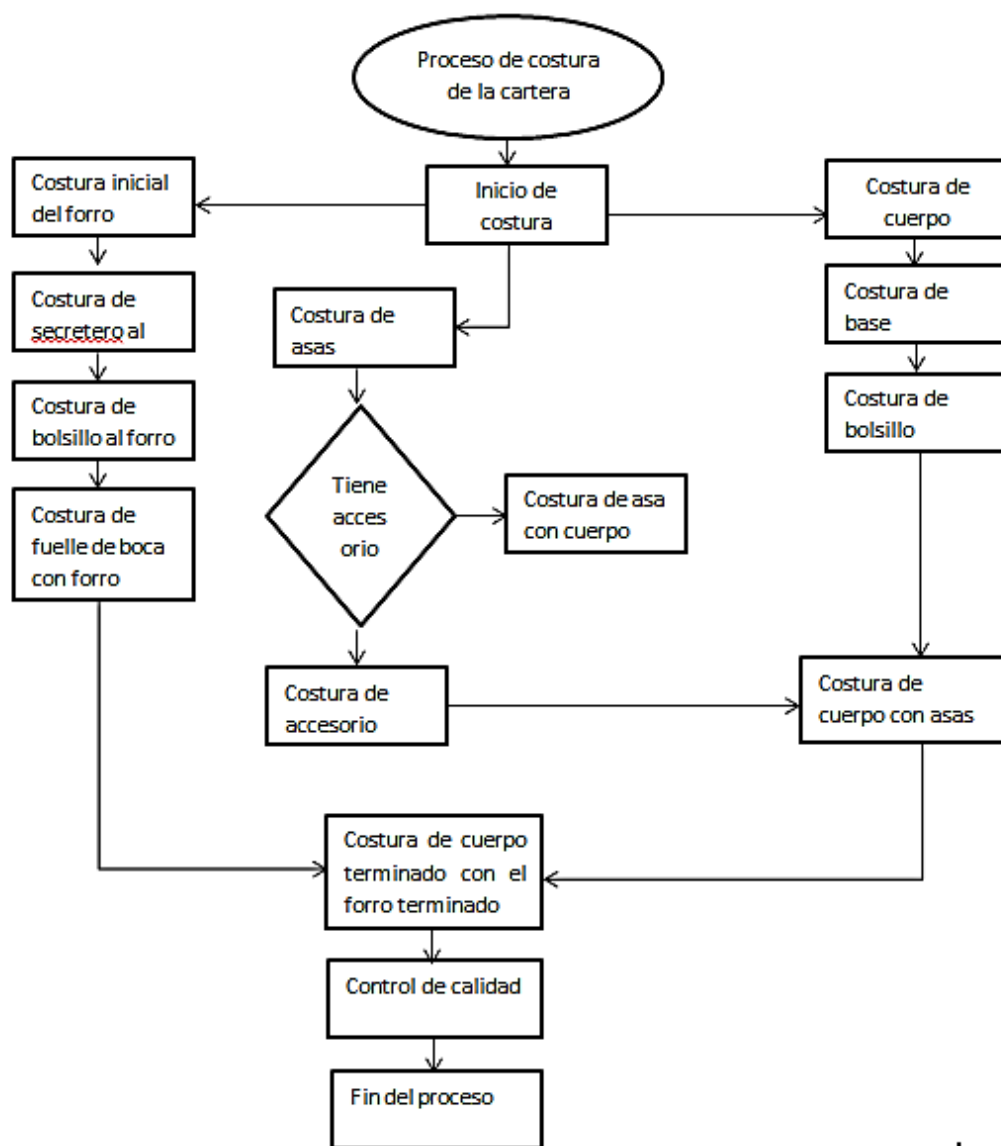 Proceso de costura
de la cartera
Inicio de
costura
Costura inicial
del forro
Costura de
secretero al
Costura de
bolsillo al forro
Costura de
fuelle de boca
con forro
Costura de
asas
Tiene
acces
orio
Costura de asa
con cuerpo
Costura de
accesorio
Costura de
cuerpo
Costura de
base
Costura de
bolsillo
Costura de
cuerpo con asas
Costura de cuerpo
terminado con el
forro terminado
Control de calidad
Fin del proceso